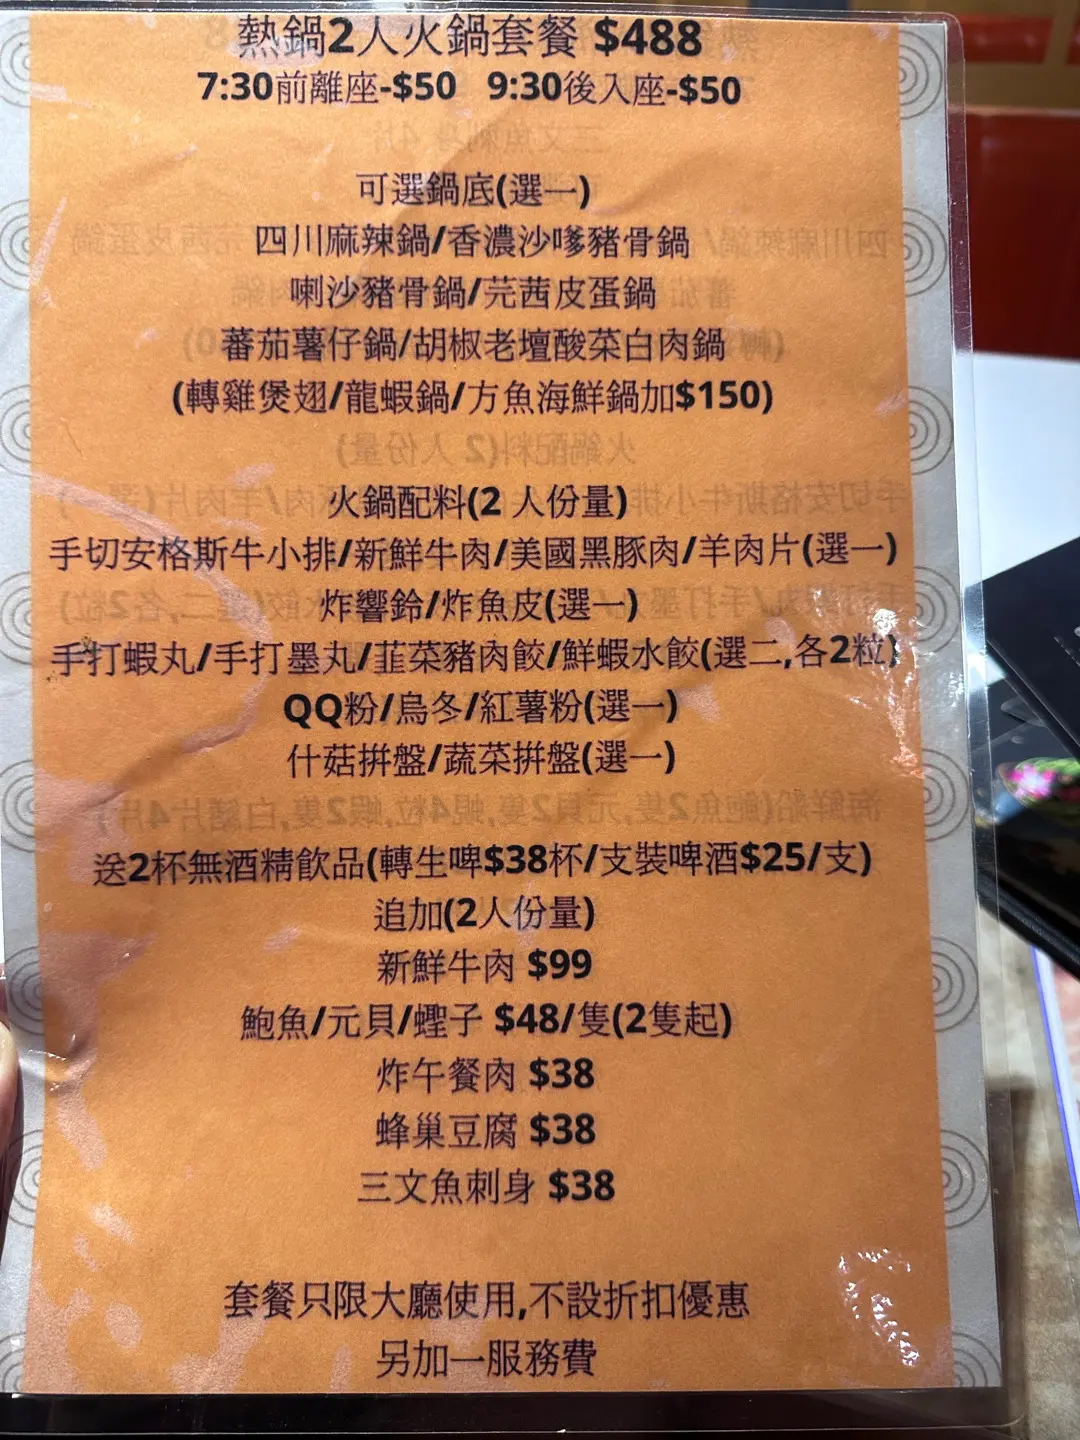 熱鍋2人火鍋套餐 $488
7:30前離座-$50 9:30後入座-$50
可選鍋底(選一)
四川麻辣鍋/香濃沙嗲豬骨鍋
喇沙豬骨鍋/芫茜皮蛋鍋
蕃茄薯仔鍋/胡椒老壇酸菜白肉鍋
(轉雞煲翅/龍蝦鍋/方魚海鮮鍋加$150)
火鍋配料(2 人份量)
手切安格斯牛小排/新鮮牛肉/美國黑豚肉/羊肉片(選一)
炸響鈴/炸魚皮(選一)
手打蝦丸/手打墨丸/韮菜豬肉餃/鮮蝦水餃(選二,各2粒)
QQ粉/烏冬/紅薯粉(選一)
什菇拼盤/蔬菜拼盤(選一)
送2杯無酒精飲品(轉生啤$38杯/支裝啤酒$25/支)
追加(2人份量)
新鮮牛肉 $99
鮑魚/元貝/蟶子 $48/隻(2隻起)
炸午餐肉 $38
蜂巢豆腐 $38
三文魚刺身 $38
套餐只限大廳使用,不設折扣優惠
另加一服務費